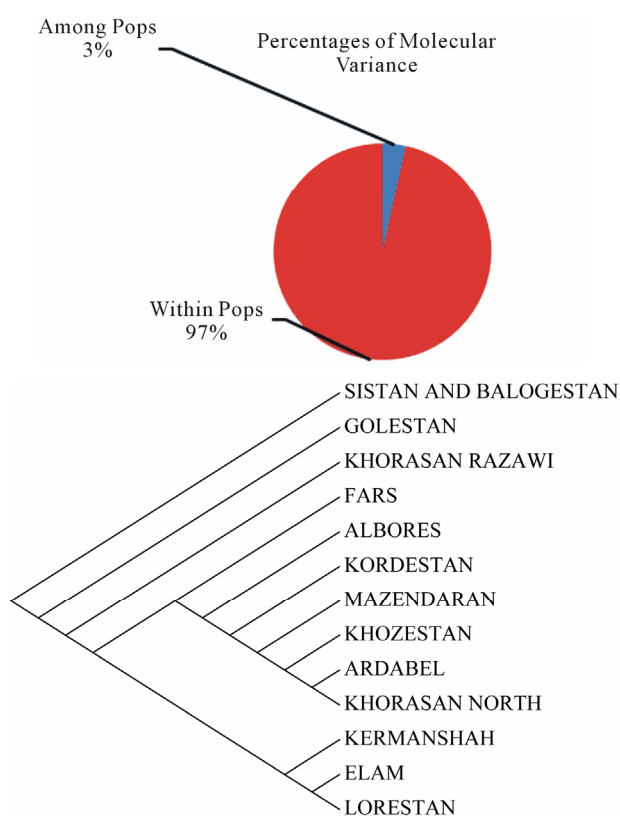 Among Pops
3%
Percentages of Molecular
Variance
Within Pops
97%
SISTAN AND BALOGESTAN
GOLESTAN
KHORASAN RAZAWI
FARS
ALBORES
KORDESTAN
MAZENDARAN
KHOZESTAN
ARDABEL
KHORASAN NORTH
KERMANSHAH
ELAM
LORESTAN